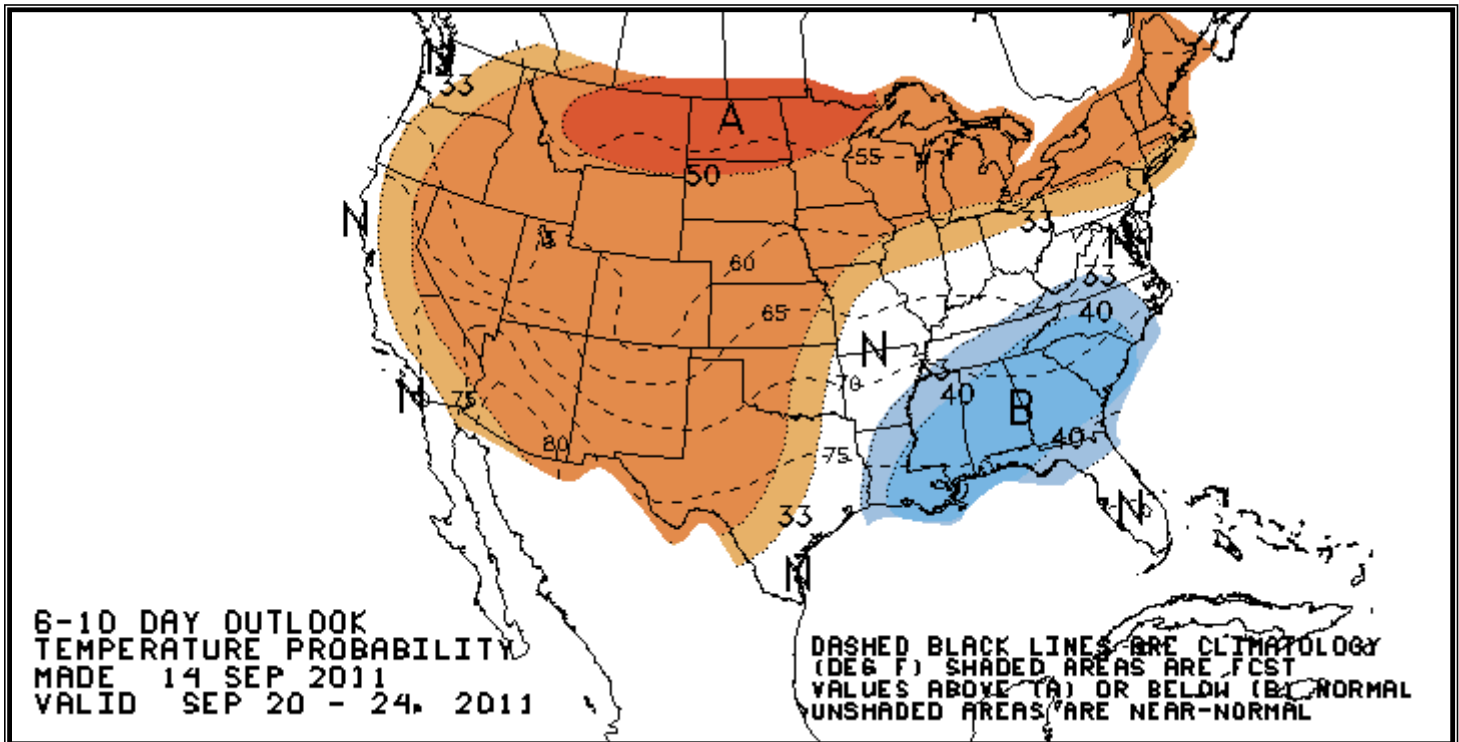 N
33
A
55
50
N
33
N
60
33
65
40
N
33
70
40
N
75
B
80
40
75
33
N
N
6-10 DAY OUTLOOK
TEMPERATURE PROBABILITY
MADE 14 SEP 2011
VALID SEP 20 - 24, 2011
DASHED BLACK LINES ARE CLIMATOLOGY
(DEG F) SHADED AREAS ARE FCST
VALUES ABOVE (A) OR BELOW (B) NORMAL
UNSHADED AREAS ARE NEAR-NORMAL